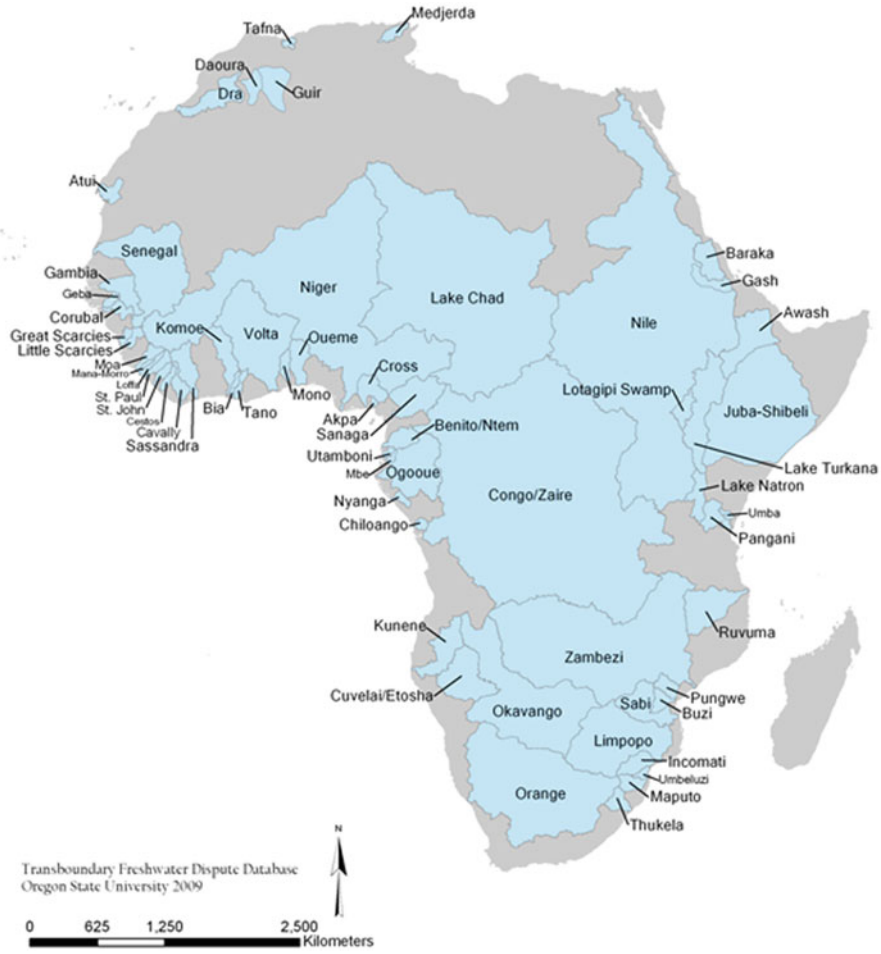 Medjerda
Tafna
Daoura
Dra
Guir
Atui
Senegal
Gambia
Geba
Corubal
Great Scarcies
Little Scarcies
Moa
Mana-Morro
Loffa
St. Paul
St. John
Cestos
Cavally
Sassandra
Komoe
Bia
Tano
Volta
Mono
Oueme
Niger
Lake Chad
Cross
Akpa
Sanaga
Benito/Ntem
Utamboni
Mbe
Ogooue
Nyanga
Chiloango
Congo/Zaire
Nile
Baraka
Gash
Awash
Lotagipi Swamp
Juba-Shibeli
Lake Turkana
Lake Natron
Umba
Pangani
Ruvuma
Kunene
Cuvelai/Etosha
Zambezi
Okavango
Sabi
Pungwe
Buzi
Limpopo
Incomati
Umbeluzi
Maputo
Thukela
Orange
N
Transboundary Freshwater Dispute Database
Oregon State University 2009
0 625 1,250 2,500
Kilometers